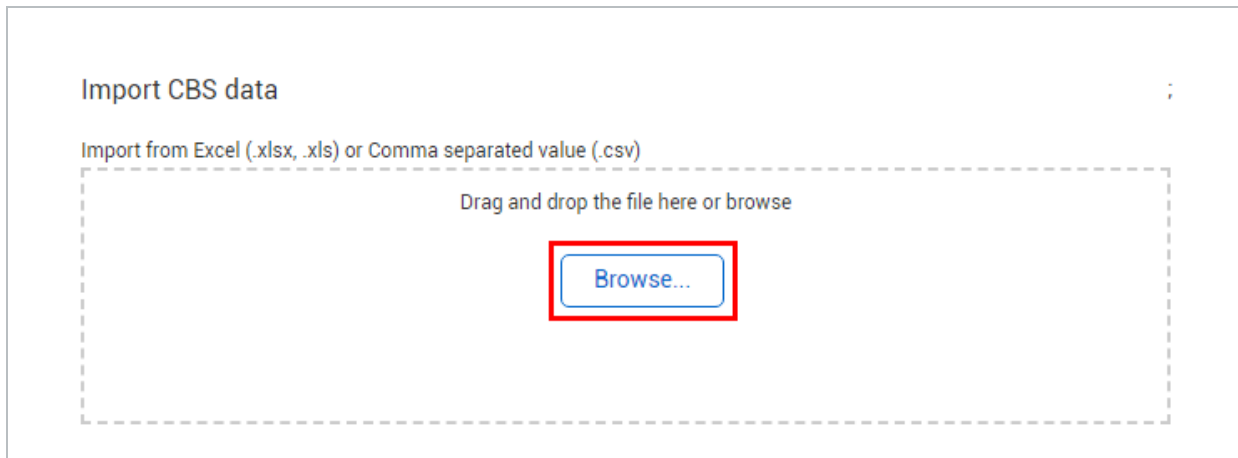 Import CBS data
;
Import from Excel (.xlsx, .xls) or Comma separated value (.csv)
Drag and drop the file here or browse
Browse...